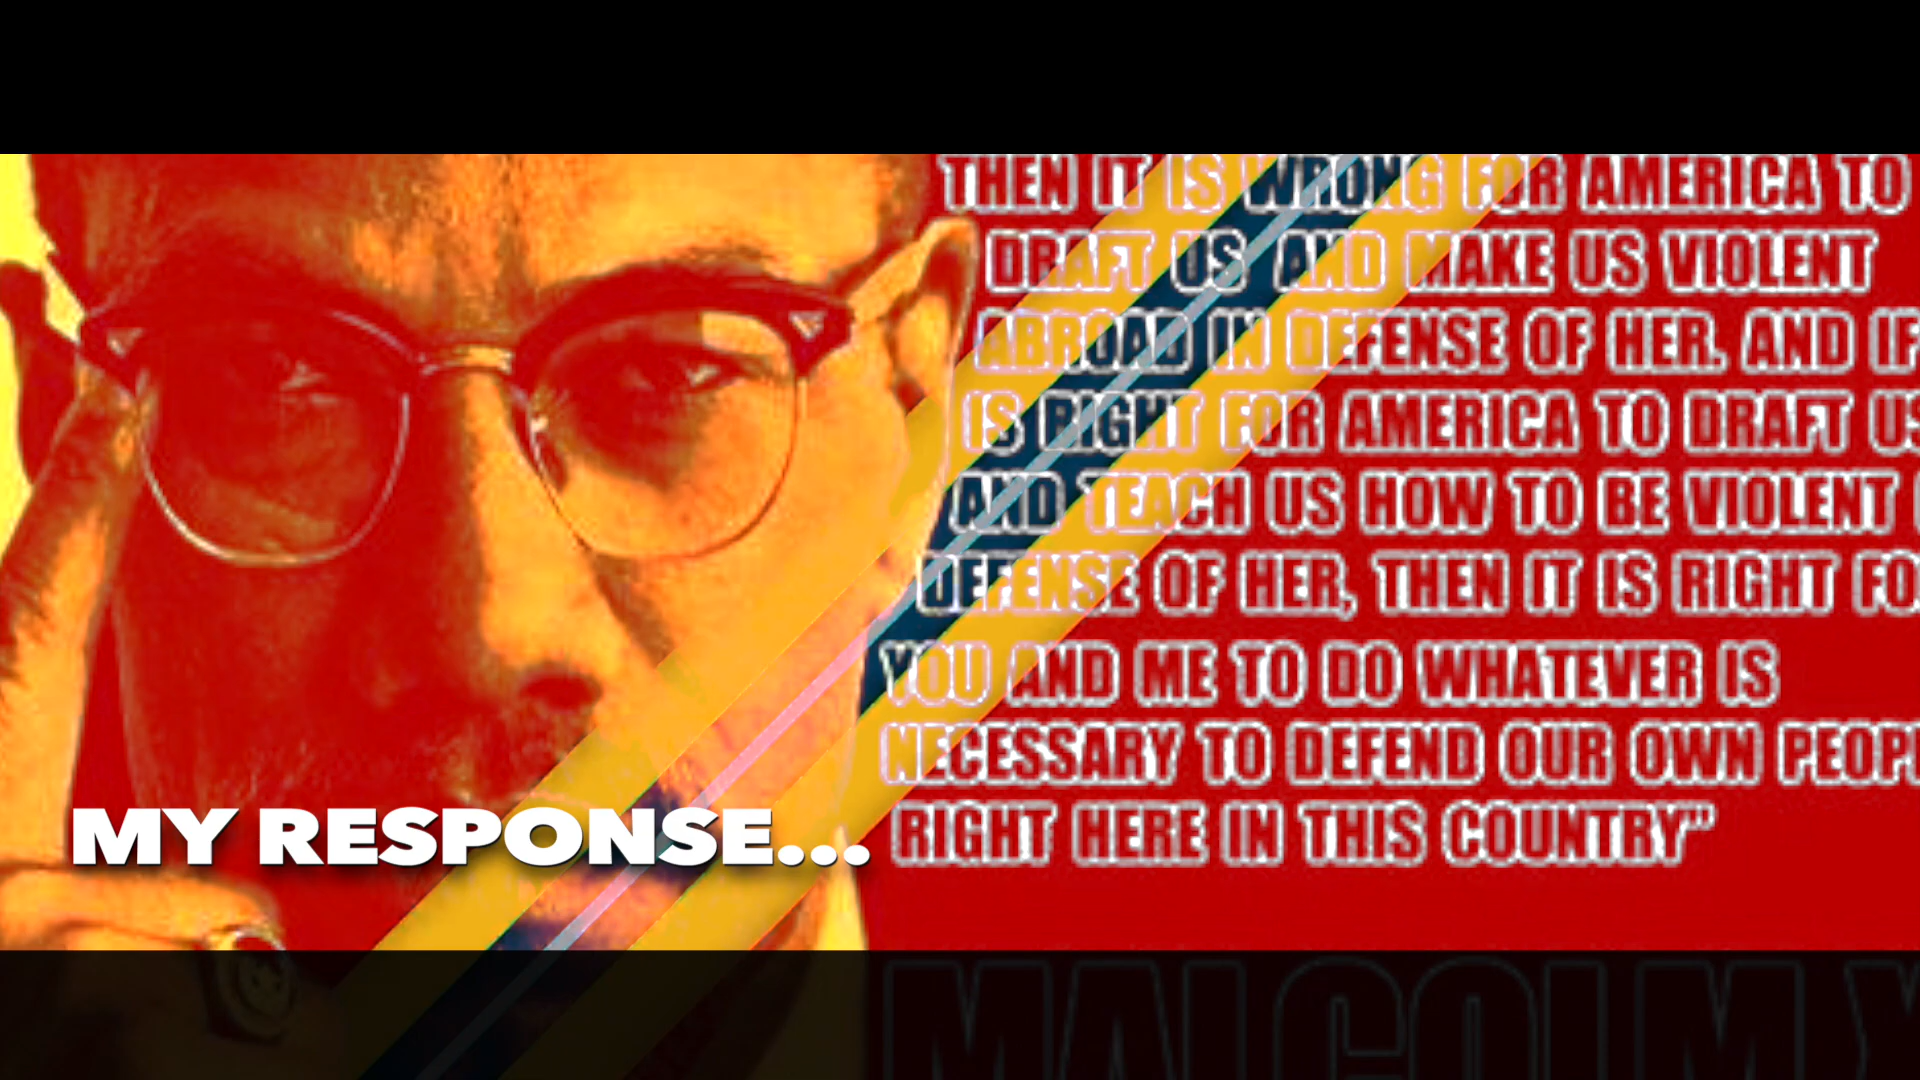 THEN IT IS WRONG FOR AMERICA TO
DRAFT US AND MAKE US VIOLENT
ABROAD IN DEFENSE OF HER. AND IF
IS RIGHT FOR AMERICA TO DRAFT US
AND TEACH US HOW TO BE VIOLENT
DEFENSE OF HER, THEN IT IS RIGHT FO
YOU AND ME TO DO WHATEVER IS
NECESSARY TO DEFEND OUR OWN PEOPL
RIGHT HERE IN THIS COUNTRY"
MY RESPONSE...
MALCOLM X